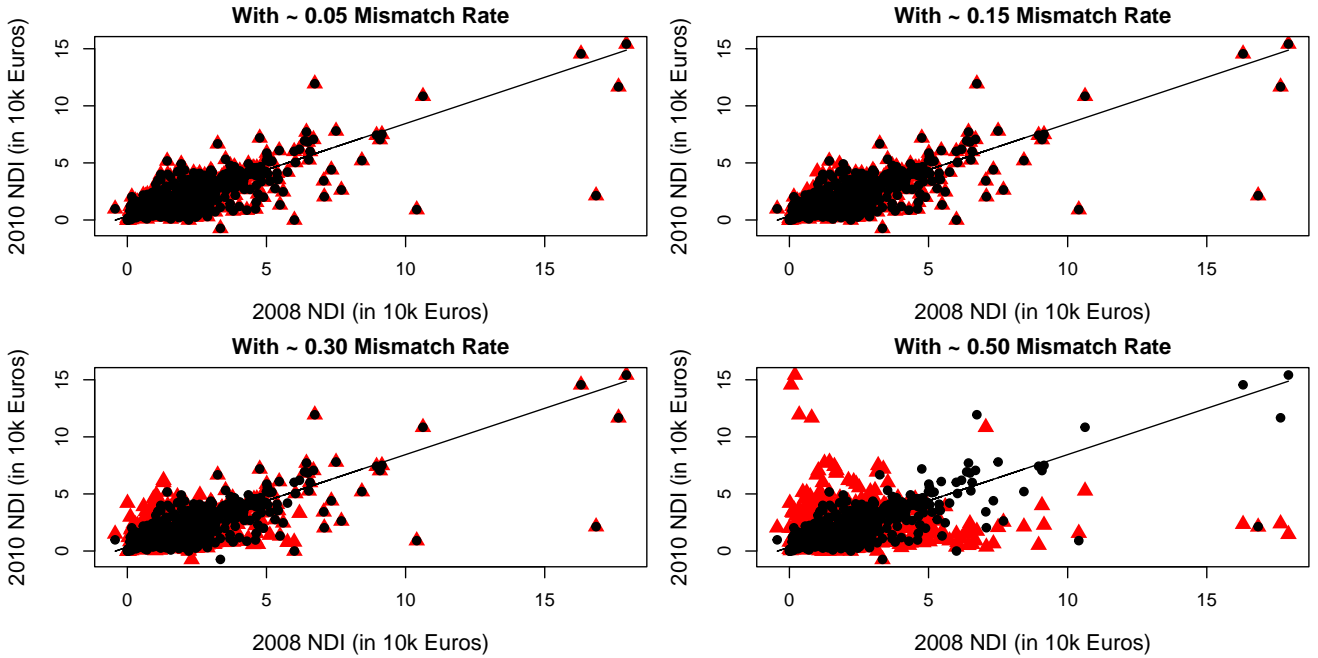 With ~ 0.05 Mismatch Rate
2010 NDI (in 10k Euros)
15
10
5
0
0 5 10 15
2008 NDI (in 10k Euros)
With ~ 0.15 Mismatch Rate
2010 NDI (in 10k Euros)
15
10
5
0
0 5 10 15
2008 NDI (in 10k Euros)
With ~ 0.30 Mismatch Rate
2010 NDI (in 10k Euros)
15
10
5
0
0 5 10 15
2008 NDI (in 10k Euros)
With ~ 0.50 Mismatch Rate
2010 NDI (in 10k Euros)
15
10
5
0
0 5 10 15
2008 NDI (in 10k Euros)